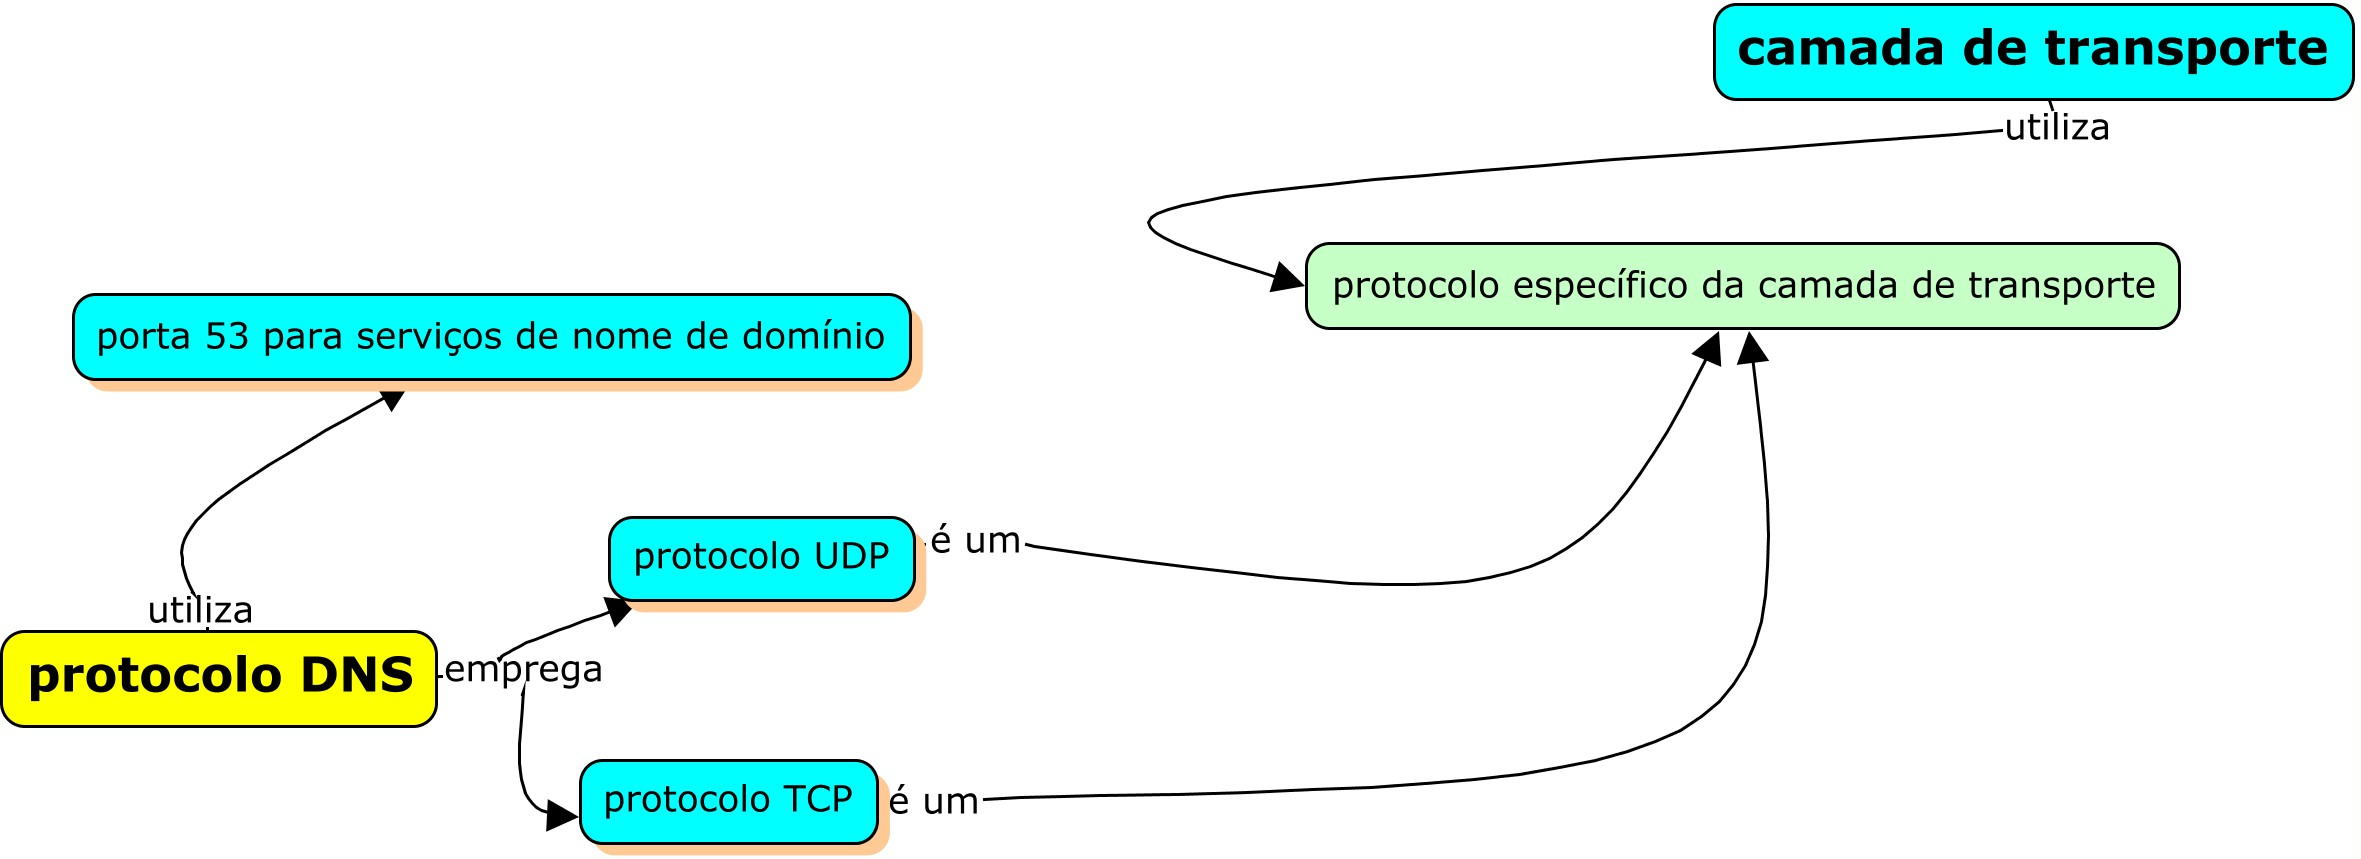 camada de transporte
utiliza
protocolo específico da camada de transporte
porta 53 para serviços de nome de domínio
protocolo UDP
é um
utiliza
protocolo DNS
emprega
protocolo TCP
é um